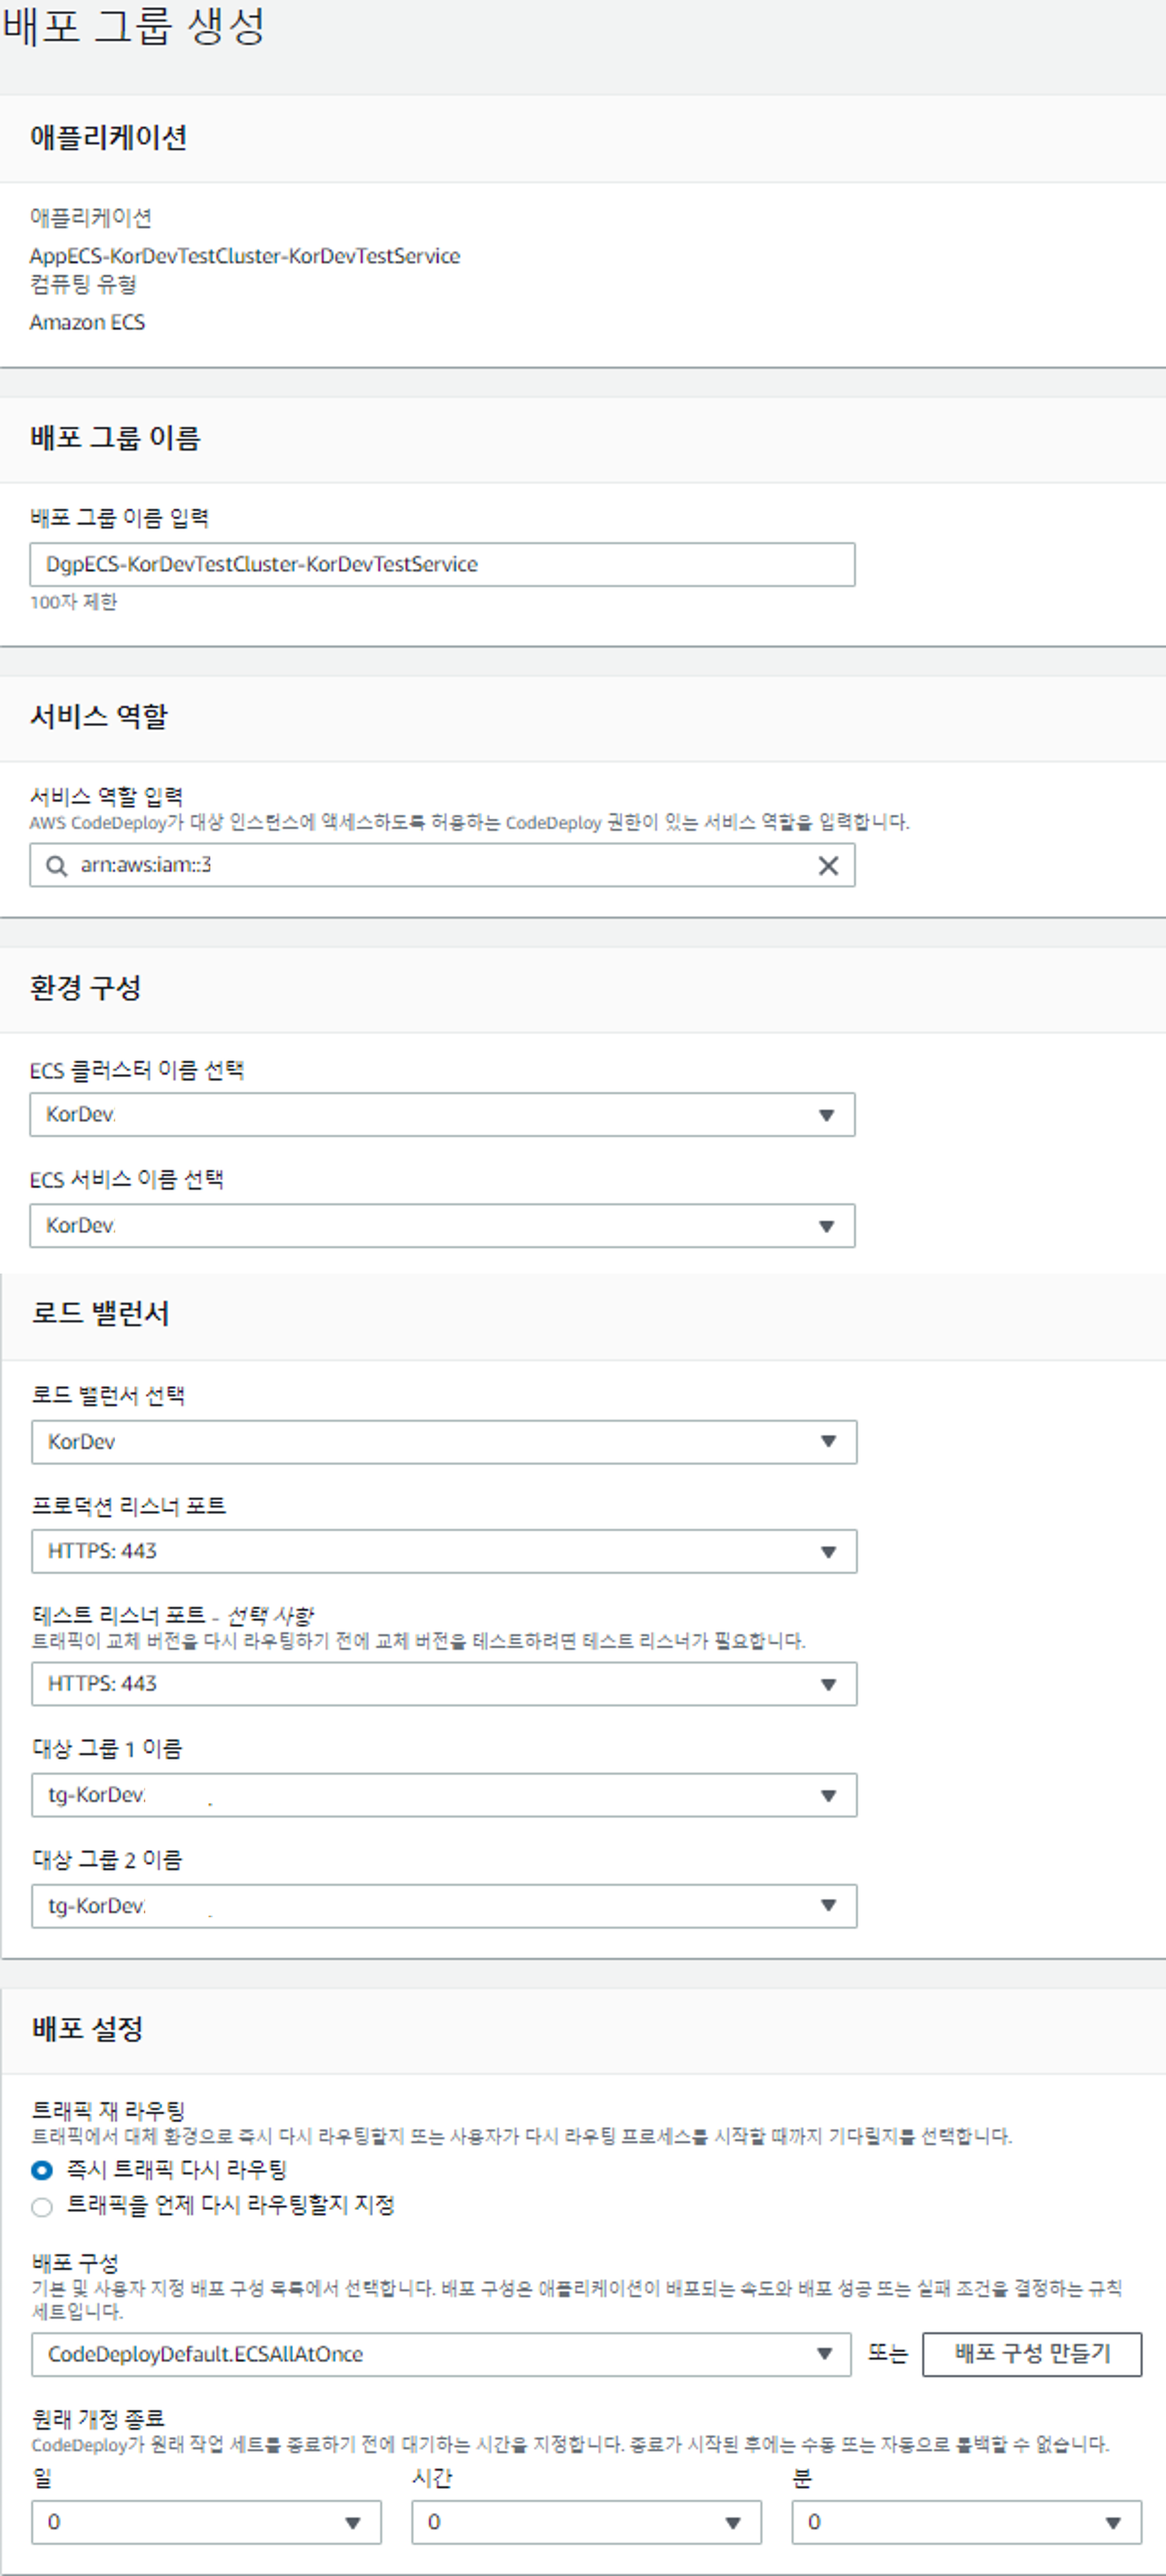 배포 그룹 생성
애플리케이션
애플리케이션
AppECS-KorDevTestCluster-KorDevTestService
컴퓨팅 유형
Amazon ECS
배포 그룹 이름
배포 그룹 이름 입력
DgpECS-KorDevTestCluster-KorDevTestService
100자 제한
서비스 역할
서비스 역할 입력
AWS CodeDeploy가 대상 인스턴스에 액세스하도록 허용하는 CodeDeploy 권한이 있는 서비스 역할을 입력합니다.
arn:aws:iam::3
환경 구성
ECS 클러스터 이름 선택
KorDev
ECS 서비스 이름 선택
KorDev
로드 밸런서
로드 밸런서 선택
KorDev
프로덕션 리스너 포트
HTTPS: 443
테스트 리스너 포트 - 선택 사항
트래픽이 교체 버전을 다시 라우팅하기 전에 교체 버전을 테스트하려면 테스트 리스너가 필요합니다.
HTTPS: 443
대상 그룹 1 이름
tg-KorDev
대상 그룹 2 이름
tg-KorDev
배포 설정
트래픽 재 라우팅
트래픽에서 대체 환경으로 즉시 다시 라우팅할지 또는 사용자가 다시 라우팅 프로세스를 시작할 때까지 기다릴지를 선택합니다.
즉시 트래픽 다시 라우팅
트래픽을 언제 다시 라우팅할지 지정
배포 구성
기본 및 사용자 지정 배포 구성 목록에서 선택합니다. 배포 구성은 애플리케이션이 배포되는 속도와 배포 성공 또는 실패 조건을 결정하는 규칙
세트입니다.
CodeDeployDefault.ECSAllAtOnce 또는 배포 구성 만들기
원래 개정 종료
CodeDeploy가 원래 작업 세트를 종료하기 전에 대기하는 시간을 지정합니다. 종료가 시작된 후에는 수동 또는 자동으로 롤백할 수 없습니다.
일 시간 분
0 0 0